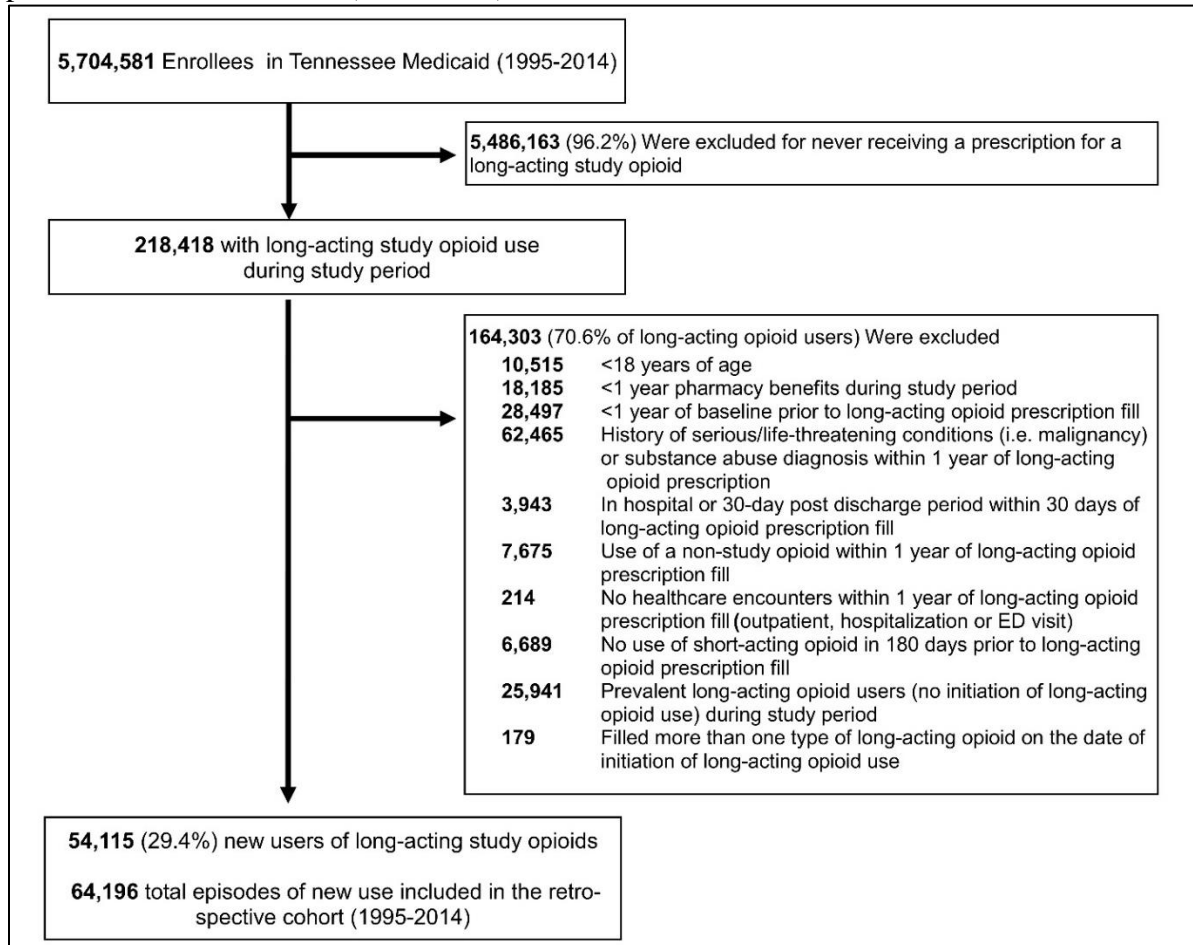 5,704,581 Enrollees in Tennessee Medicaid (1995-2014)
5,486,163 (96.2%) Were excluded for never receiving a prescription for a
long-acting study opioid
218,418 with long-acting study opioid use
during study period
164,303 (70.6% of long-acting opioid users) Were excluded
10,515 <18 years of age
18,185 <1 year pharmacy benefits during study period
28,497 <1 year of baseline prior to long-acting opioid prescription fill
62,465 History of serious/life-threatening conditions (i.e. malignancy)
or substance abuse diagnosis within 1 year of long-acting
opioid prescription
3,943 In hospital or 30-day post discharge period within 30 days of
long-acting opioid prescription fill
7,675 Use of a non-study opioid within 1 year of long-acting opioid
prescription fill
214 No healthcare encounters within 1 year of long-acting opioid
prescription fill (outpatient, hospitalization or ED visit)
6,689 No use of short-acting opioid in 180 days prior to long-acting
opioid prescription fill
25,941 Prevalent long-acting opioid users (no initiation of long-acting
opioid use) during study period
179 Filled more than one type of long-acting opioid on the date of
initiation of long-acting opioid use
54,115 (29.4%) new users of long-acting study opioids
64,196 total episodes of new use included in the retro-
spective cohort (1995-2014)